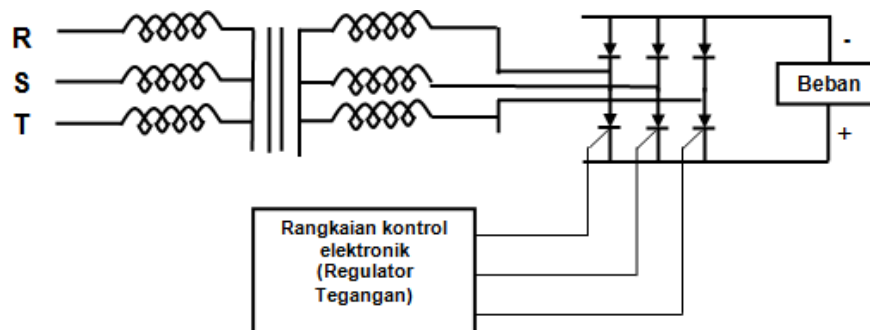 R
S
T
-
Beban
+
Rangkaian kontrol
elektronik
(Regulator
Tegangan)